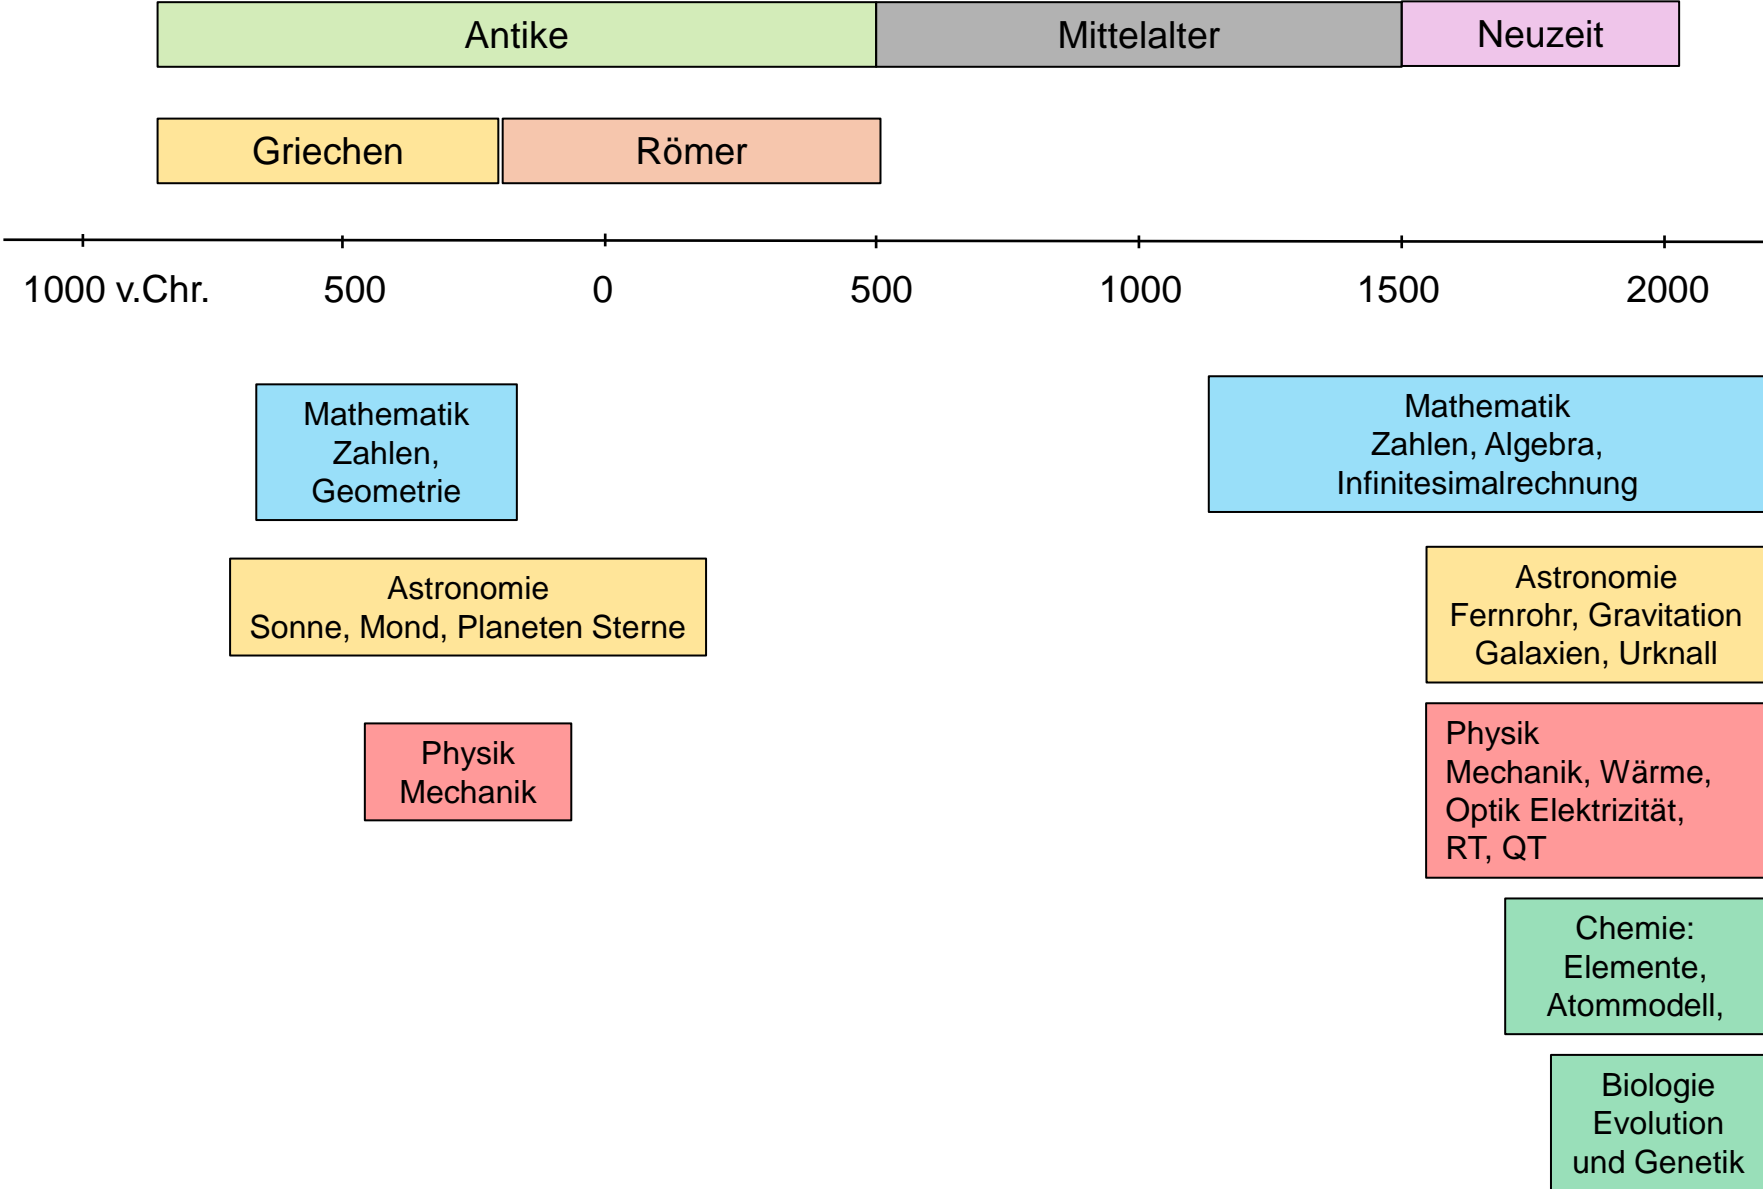 Antike
Mittelalter
Neuzeit
Griechen
Römer
1000 v.Chr.
500
0
500
1000
1500
2000
Mathematik
Zahlen,
Geometrie
Mathematik
Zahlen, Algebra,
Infinitesimalrechnung
Astronomie
Sonne, Mond, Planeten Sterne
Astronomie
Fernrohr, Gravitation
Galaxien, Urknall
Physik
Mechanik
Physik
Mechanik, Wärme,
Optik Elektrizität,
RT, QT
Chemie:
Elemente,
Atommodell,
Biologie
Evolution
und Genetik